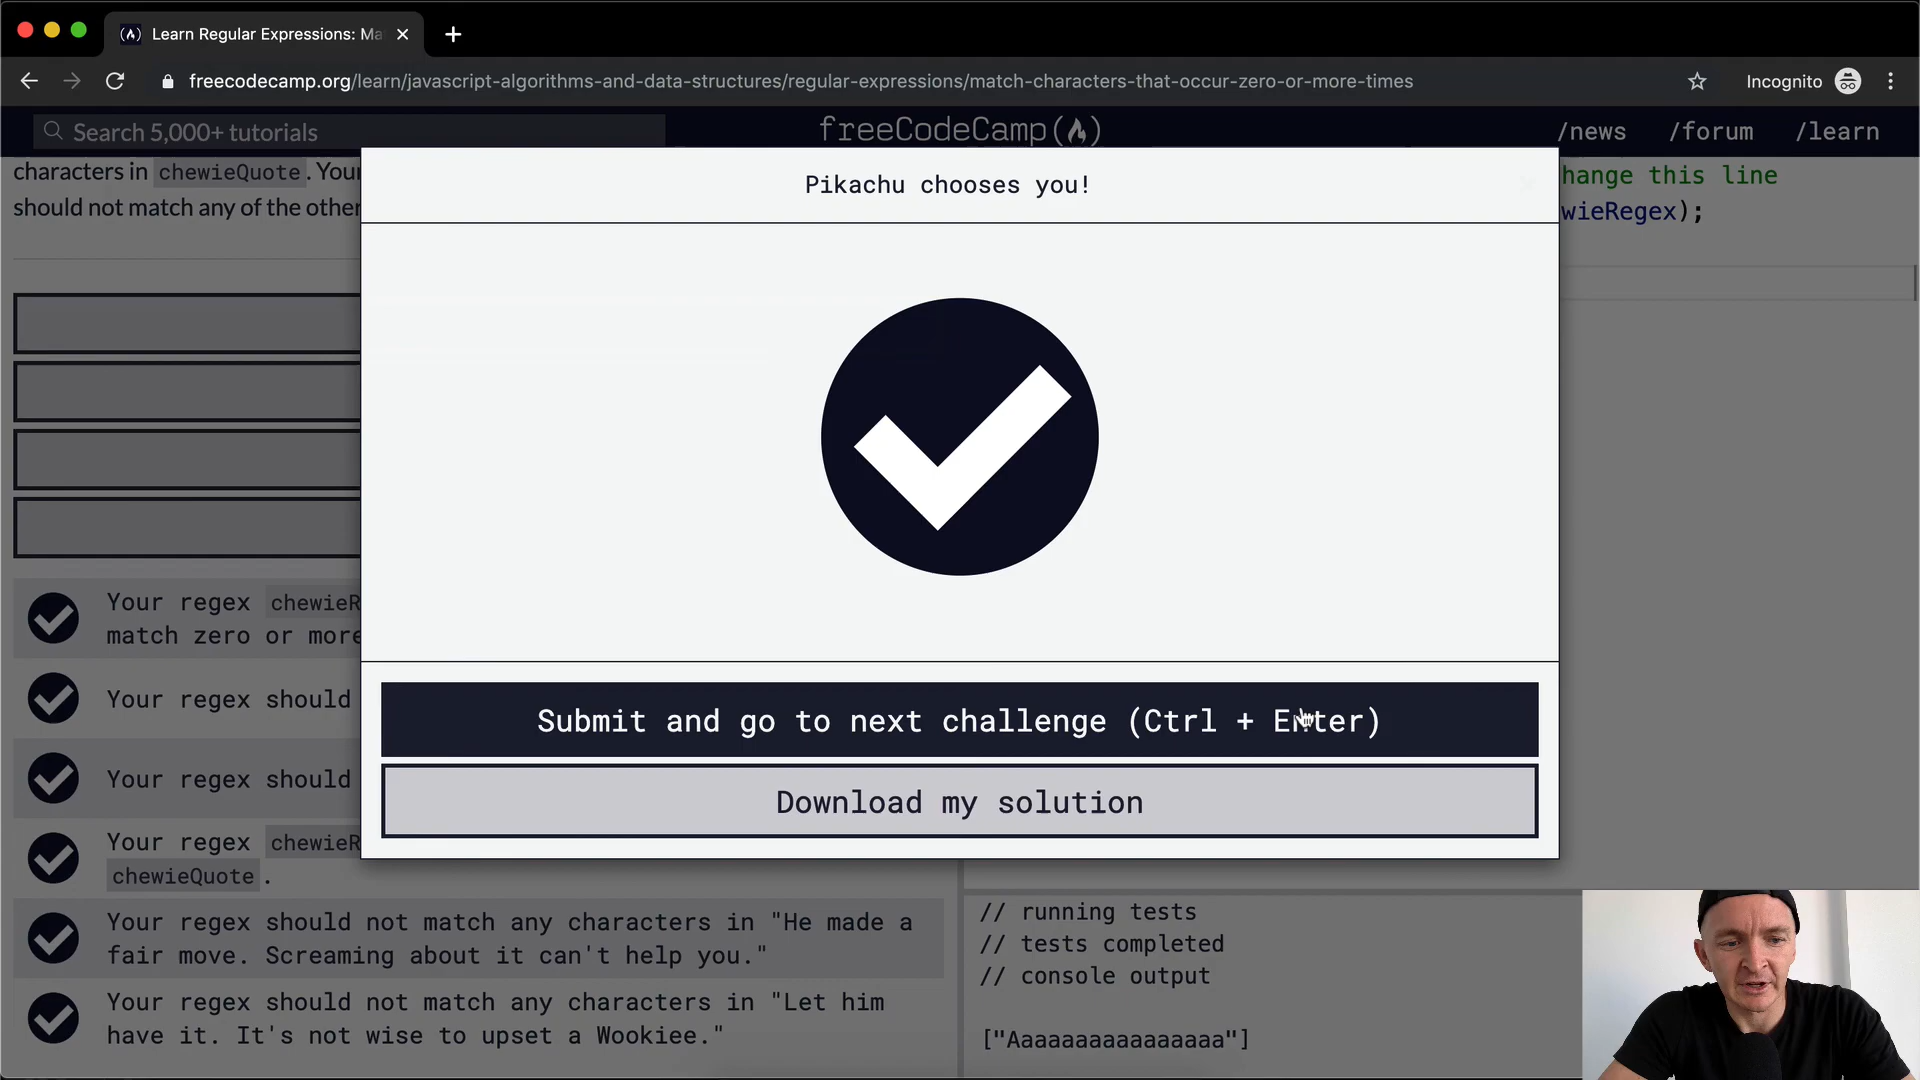 Learn Regular Expressions: Ma
freecodecamp.org/learn/javascript-algorithms-and-data-structures/regular-expressions/match-characters-that-occur-zero-or-more-times
Incognito
Search 5,000+ tutorials
freeCodeCamp(🔥)
/news /forum /learn
characters in chewieQuote. Your
should not match any of the other
hange this line
wieRegex);
Pikachu chooses you!
Submit and go to next challenge (Ctrl + Enter)
Download my solution
Your regex chewieR
match zero or more
Your regex should
Your regex should
Your regex chewieR
chewieQuote.
Your regex should not match any characters in "He made a
fair move. Screaming about it can't help you."
Your regex should not match any characters in "Let him
have it. It's not wise to upset a Wookiee."
// running tests
// tests completed
// console output
["Aaaaaaaaaaaaaaaa"]